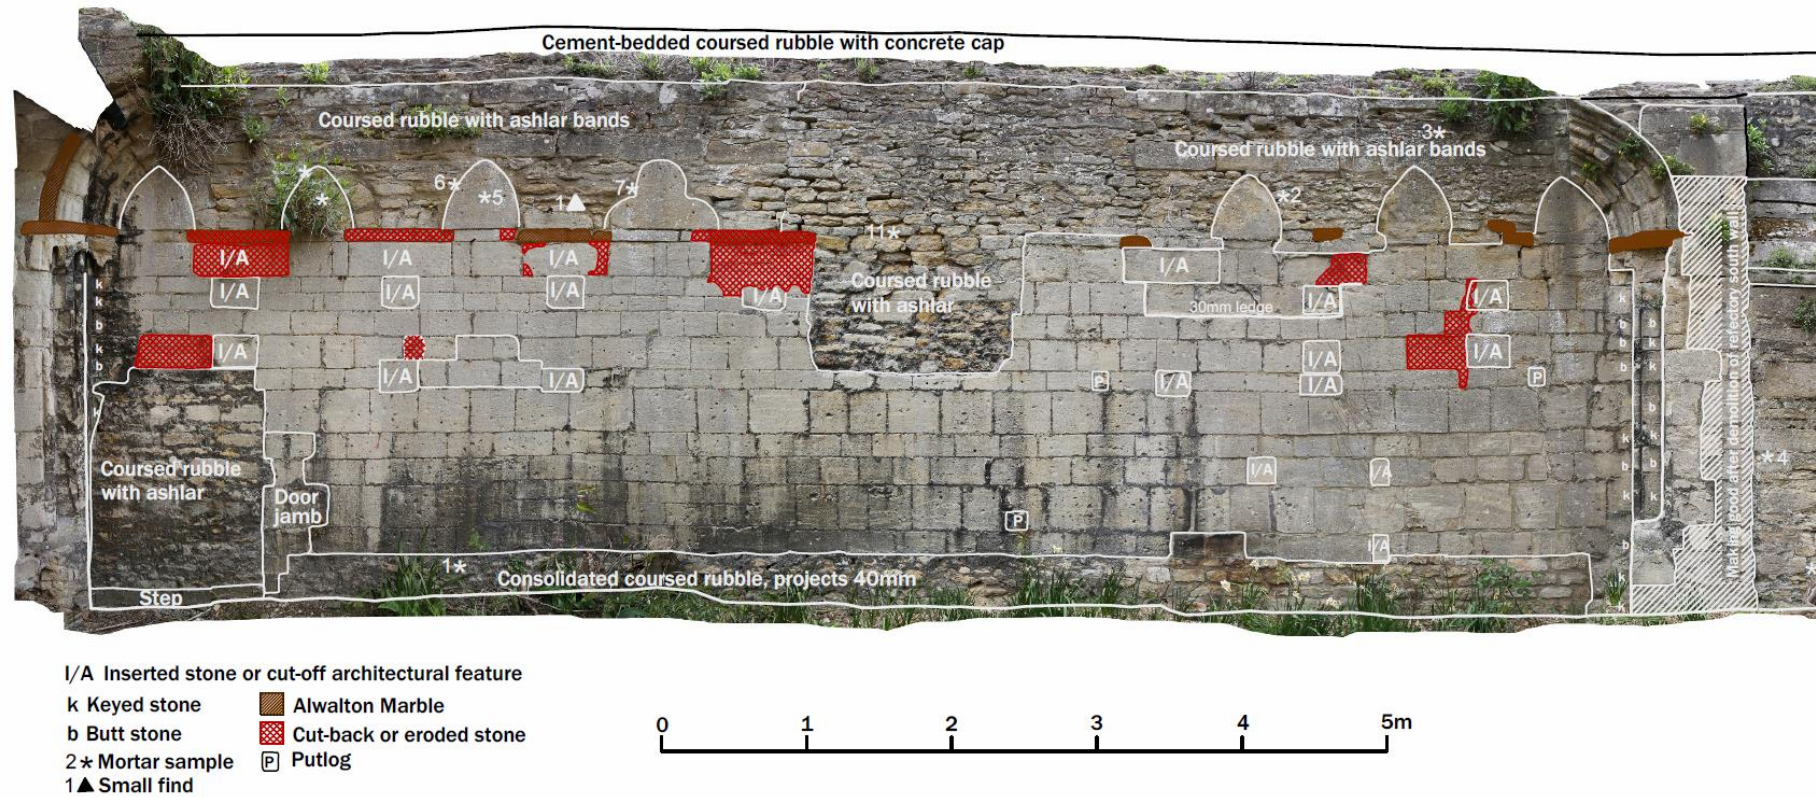 Cement-bedded coursed rubble with concrete cap
Coursed rubble with ashlar bands
3*
Coursed rubble with ashlar bands
*
*
6*
*5
7*
1▲
*2
11*
I/A
I/A
I/A
I/A
I/A
I/A
I/A
I/A
I/A
Coursed rubble
with ashlar
30mm ledge
I/A
I/A
k
k
b
k
b
k
I/A
I/A
I/A
I/A
I/A
I/A
I/A
P
P
k
b
b
b
k
b
b
b
k
b
k
b
k
b
k
Coursed rubble
with ashlar
Door
jamb
I/A
I/A
P
I/A
*4
Making good after demolition of refectory south wall
1*
Consolidated coursed rubble, projects 40mm
Step
I/A Inserted stone or cut-off architectural feature
k Keyed stone
Alwalton Marble
b Butt stone
Cut-back or eroded stone
2* Mortar sample
P Putlog
1▲ Small find
0 1 2 3 4 5m